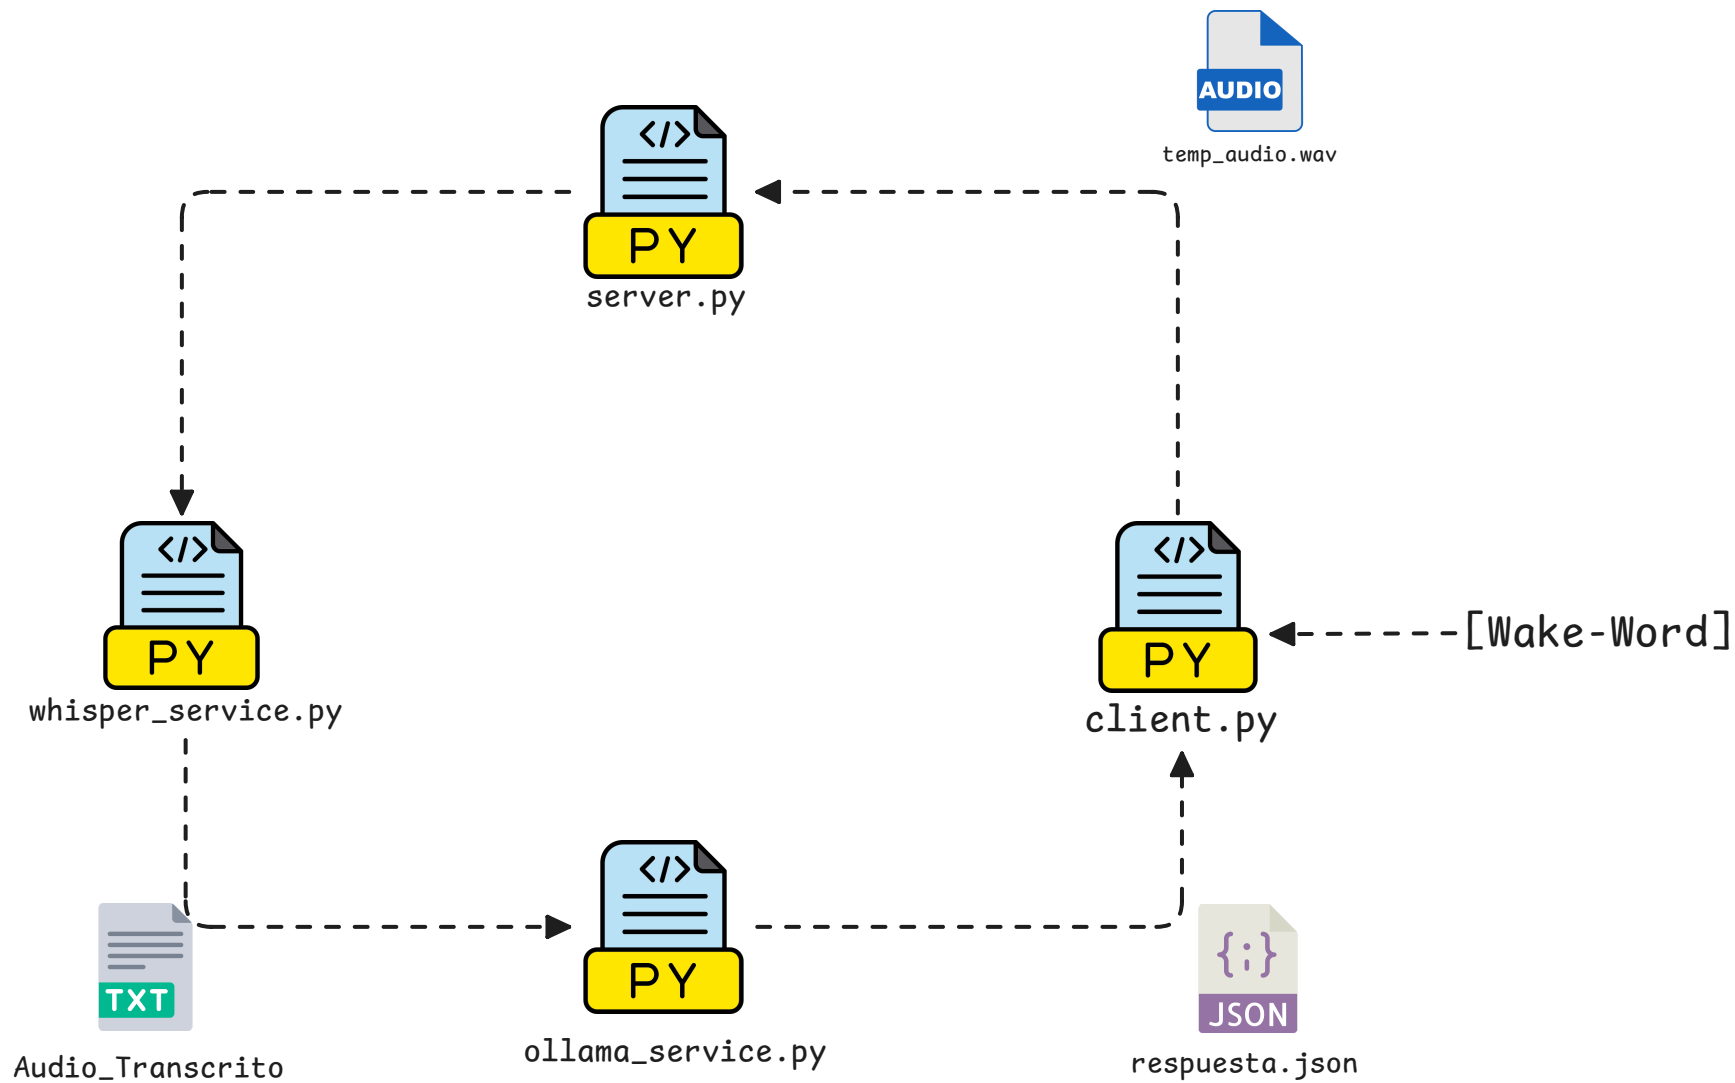 AUDIO
temp_audio.wav
</>
PY
server.py
</>
PY
whisper_service.py
</>
PY
client.py
[Wake-Word]
</>
PY
ollama_service.py
TXT
Audio_Transcrito
{;}
JSON
respuesta.json